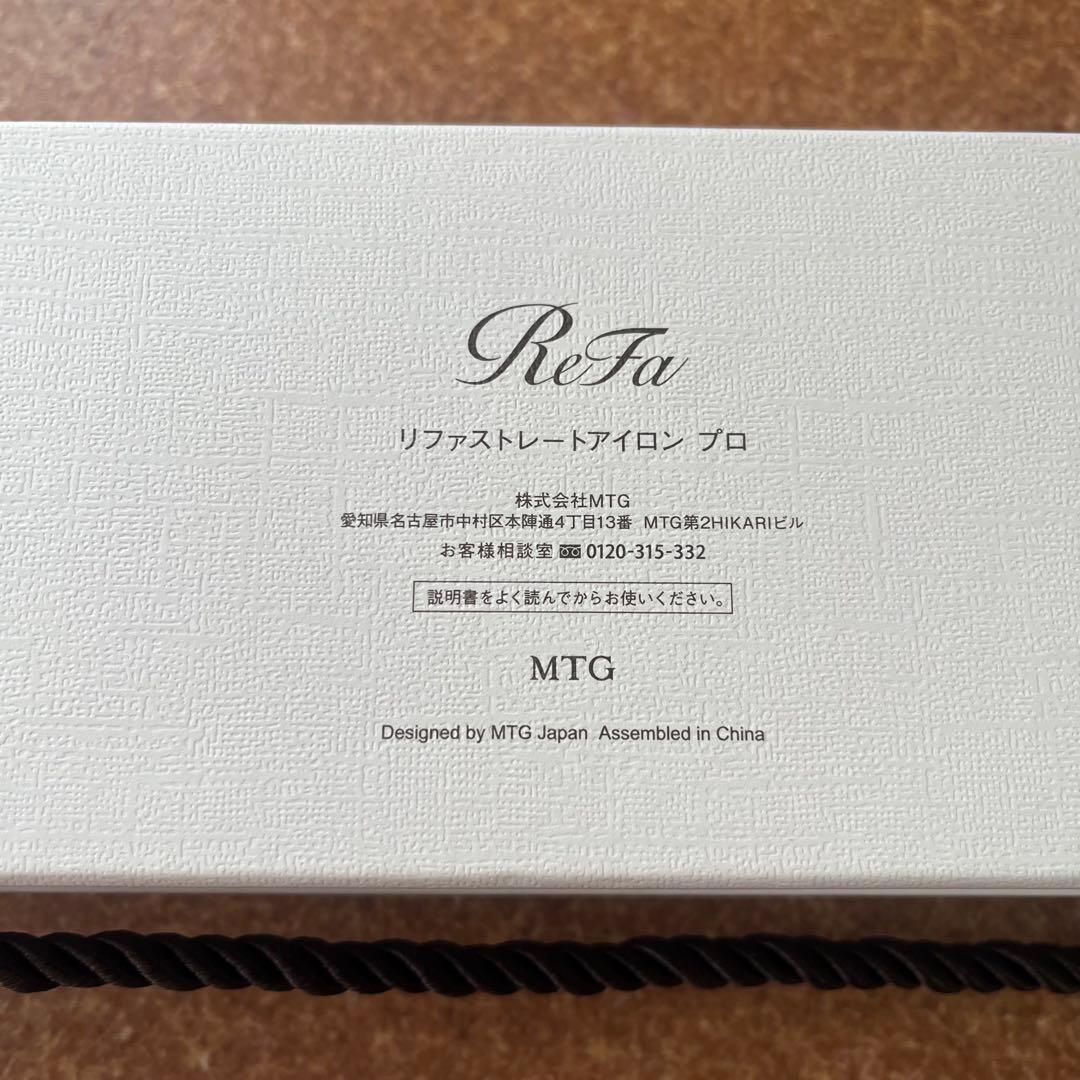 ReFa
リファストレートアイロン プロ
株式会社MTG
愛知県名古屋市中村区本陣通4丁目13番 MTG第2HIKARIビル
お客様相談室 0120-315-332
説明書をよく読んでからお使いください。
MTG
Designed by MTG Japan Assembled in China